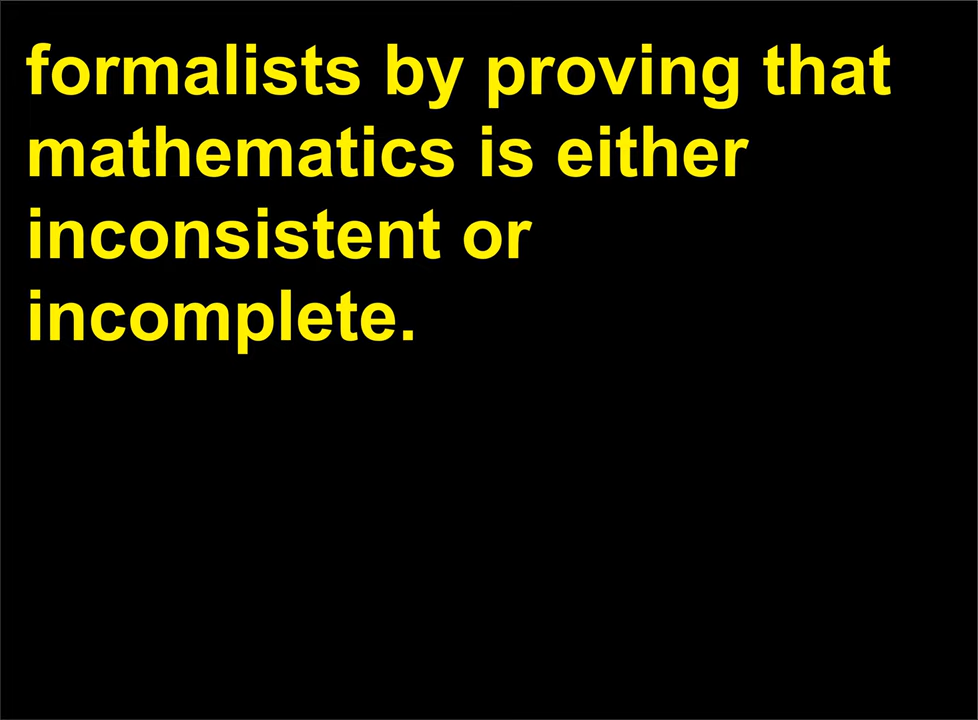 formalists by proving that
mathematics is either
inconsistent or
incomplete.